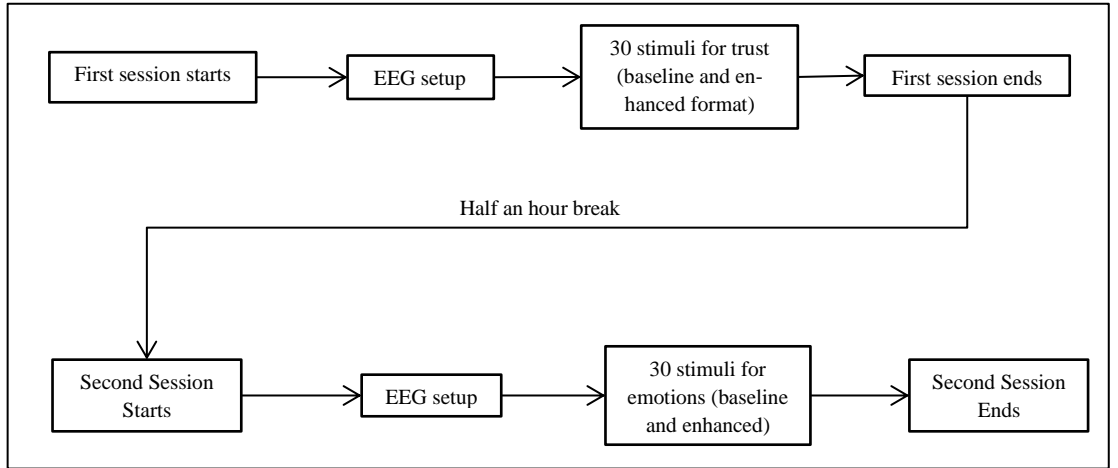 First session starts
EEG setup
30 stimuli for trust
(baseline and en-
hanced format)
First session ends
Half an hour break
Second Session
Starts
EEG setup
30 stimuli for
emotions (baseline
and enhanced)
Second Session
Ends